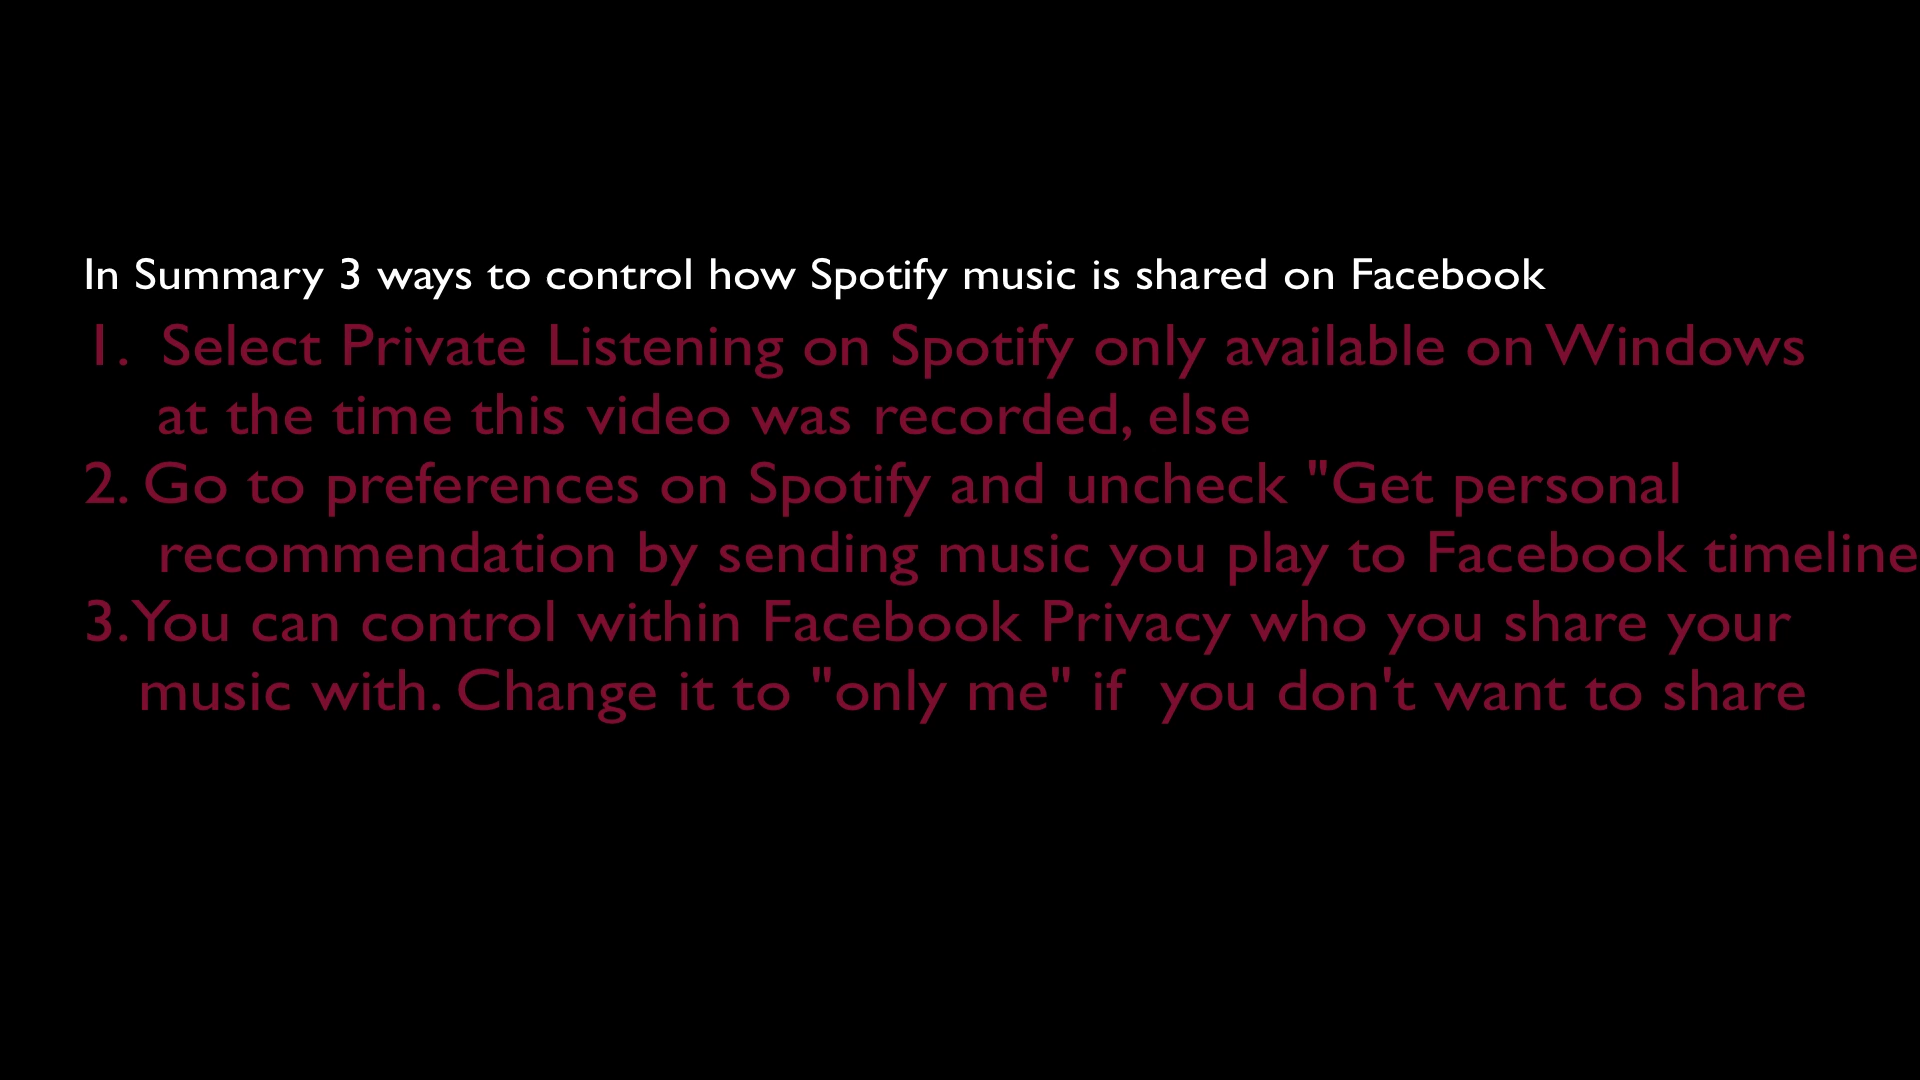 In Summary 3 ways to control how Spotify music is shared on Facebook
1. Select Private Listening on Spotify only available on Windows
at the time this video was recorded, else
2. Go to preferences on Spotify and uncheck "Get personal
recommendation by sending music you play to Facebook timeline
3. You can control within Facebook Privacy who you share your
music with. Change it to "only me" if you don't want to share